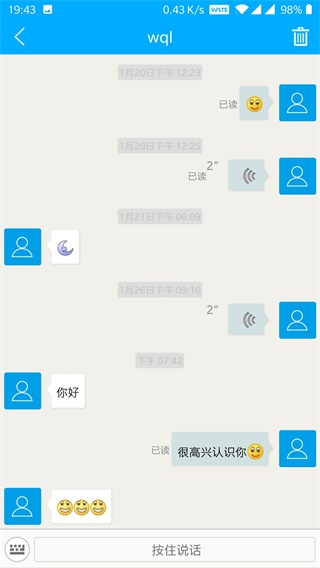 19:43
0.43 K/s
VoLTE
98%
wql
1月20日下午 12:23
已读
1月20日下午 12:25
2"
已读
1月21日下午 06:09
1月26日下午 09:10
2"
下午 07:42
你好
已读
很高兴认识你
按住说话